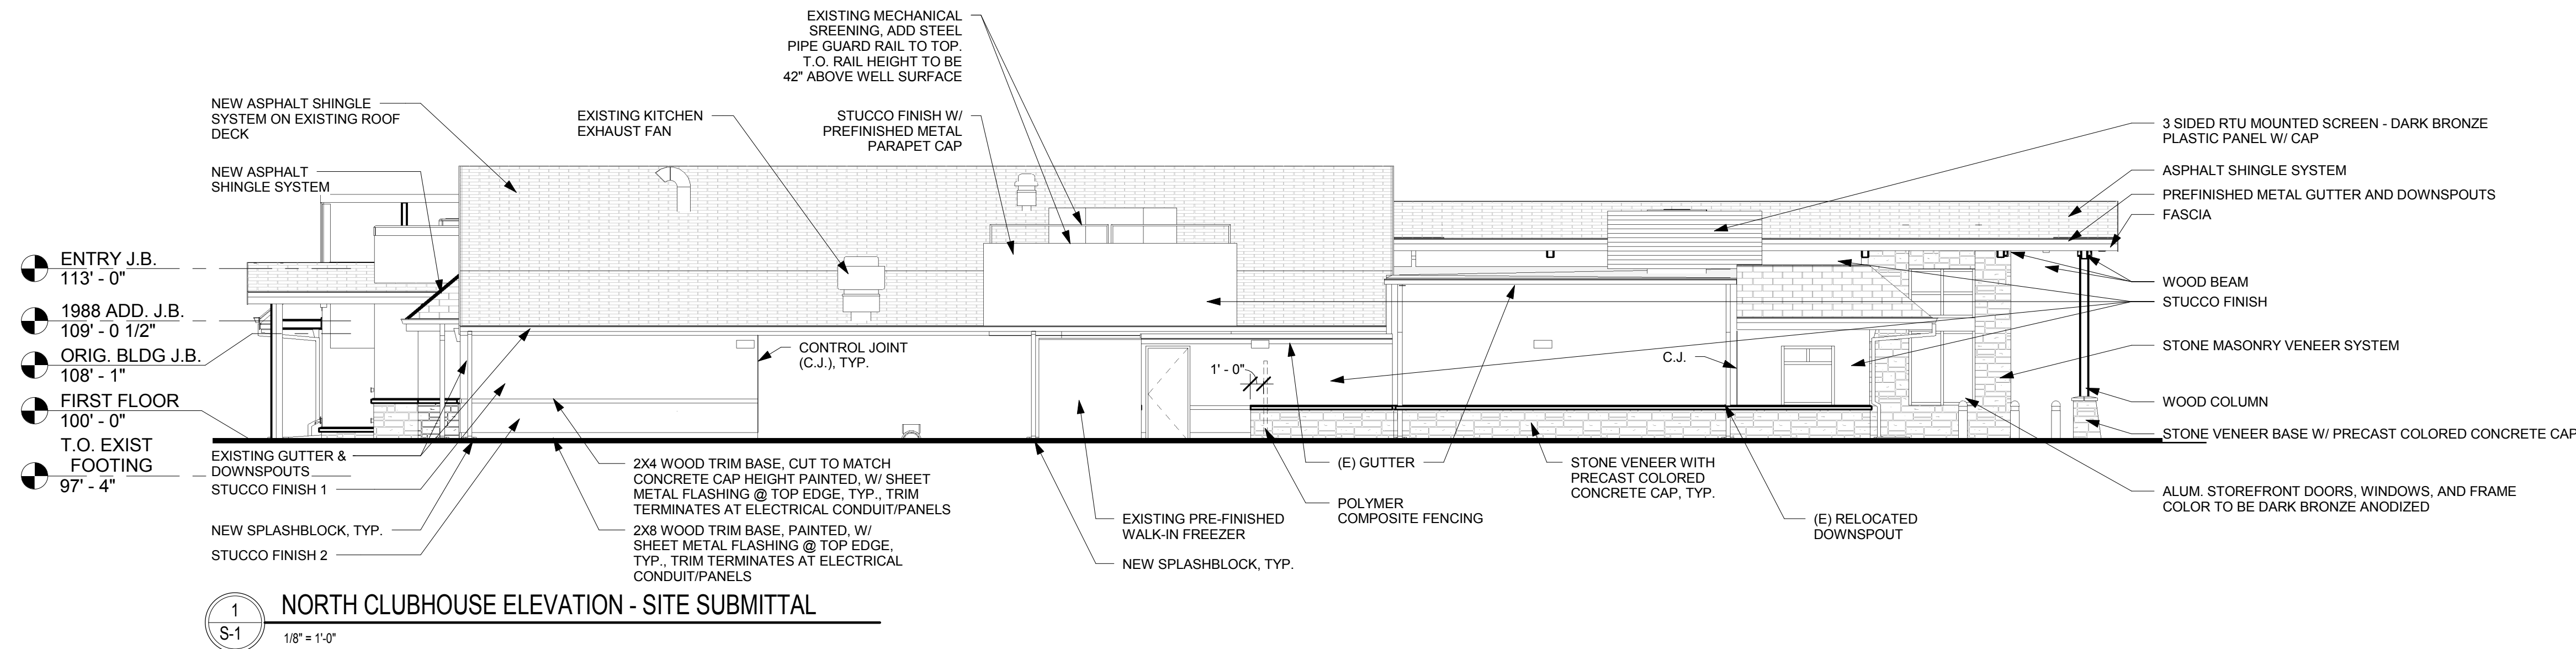 EXISTING MECHANICAL
SREENING, ADD STEEL
PIPE GUARD RAIL TO TOP.
T.O. RAIL HEIGHT TO BE
42" ABOVE WELL SURFACE
NEW ASPHALT SHINGLE
SYSTEM ON EXISTING ROOF
DECK
EXISTING KITCHEN
EXHAUST FAN
STUCCO FINISH W/
PREFINISHED METAL
PARAPET CAP
3 SIDED RTU MOUNTED SCREEN - DARK BRONZE
PLASTIC PANEL W/ CAP
NEW ASPHALT
SHINGLE SYSTEM
ASPHALT SHINGLE SYSTEM
PREFINISHED METAL GUTTER AND DOWNSPOUTS
FASCIA
ENTRY J.B.
113' - 0"
1988 ADD. J.B.
109' - 0 1/2"
ORIG. BLDG J.B.
108' - 1"
FIRST FLOOR
100' - 0"
T.O. EXIST
FOOTING
97' - 4"
WOOD BEAM
STUCCO FINISH
STONE MASONRY VENEER SYSTEM
WOOD COLUMN
STONE VENEER BASE W/ PRECAST COLORED CONCRETE CAP
CONTROL JOINT
(C.J.), TYP.
1' - 0"
C.J.
EXISTING GUTTER &
DOWNSPOUTS
STUCCO FINISH 1
NEW SPLASHBLOCK, TYP.
STUCCO FINISH 2
2X4 WOOD TRIM BASE, CUT TO MATCH
CONCRETE CAP HEIGHT PAINTED, W/ SHEET
METAL FLASHING @ TOP EDGE, TYP., TRIM
TERMINATES AT ELECTRICAL CONDUIT/PANELS
2X8 WOOD TRIM BASE, PAINTED, W/
SHEET METAL FLASHING @ TOP EDGE,
TYP., TRIM TERMINATES AT ELECTRICAL
CONDUIT/PANELS
EXISTING PRE-FINISHED
WALK-IN FREEZER
NEW SPLASHBLOCK, TYP.
(E) GUTTER
POLYMER
COMPOSITE FENCING
STONE VENEER WITH
PRECAST COLORED
CONCRETE CAP, TYP.
(E) RELOCATED
DOWNSPOUT
ALUM. STOREFRONT DOORS, WINDOWS, AND FRAME
COLOR TO BE DARK BRONZE ANODIZED
1
S-1
NORTH CLUBHOUSE ELEVATION - SITE SUBMITTAL
1/8" = 1'-0"